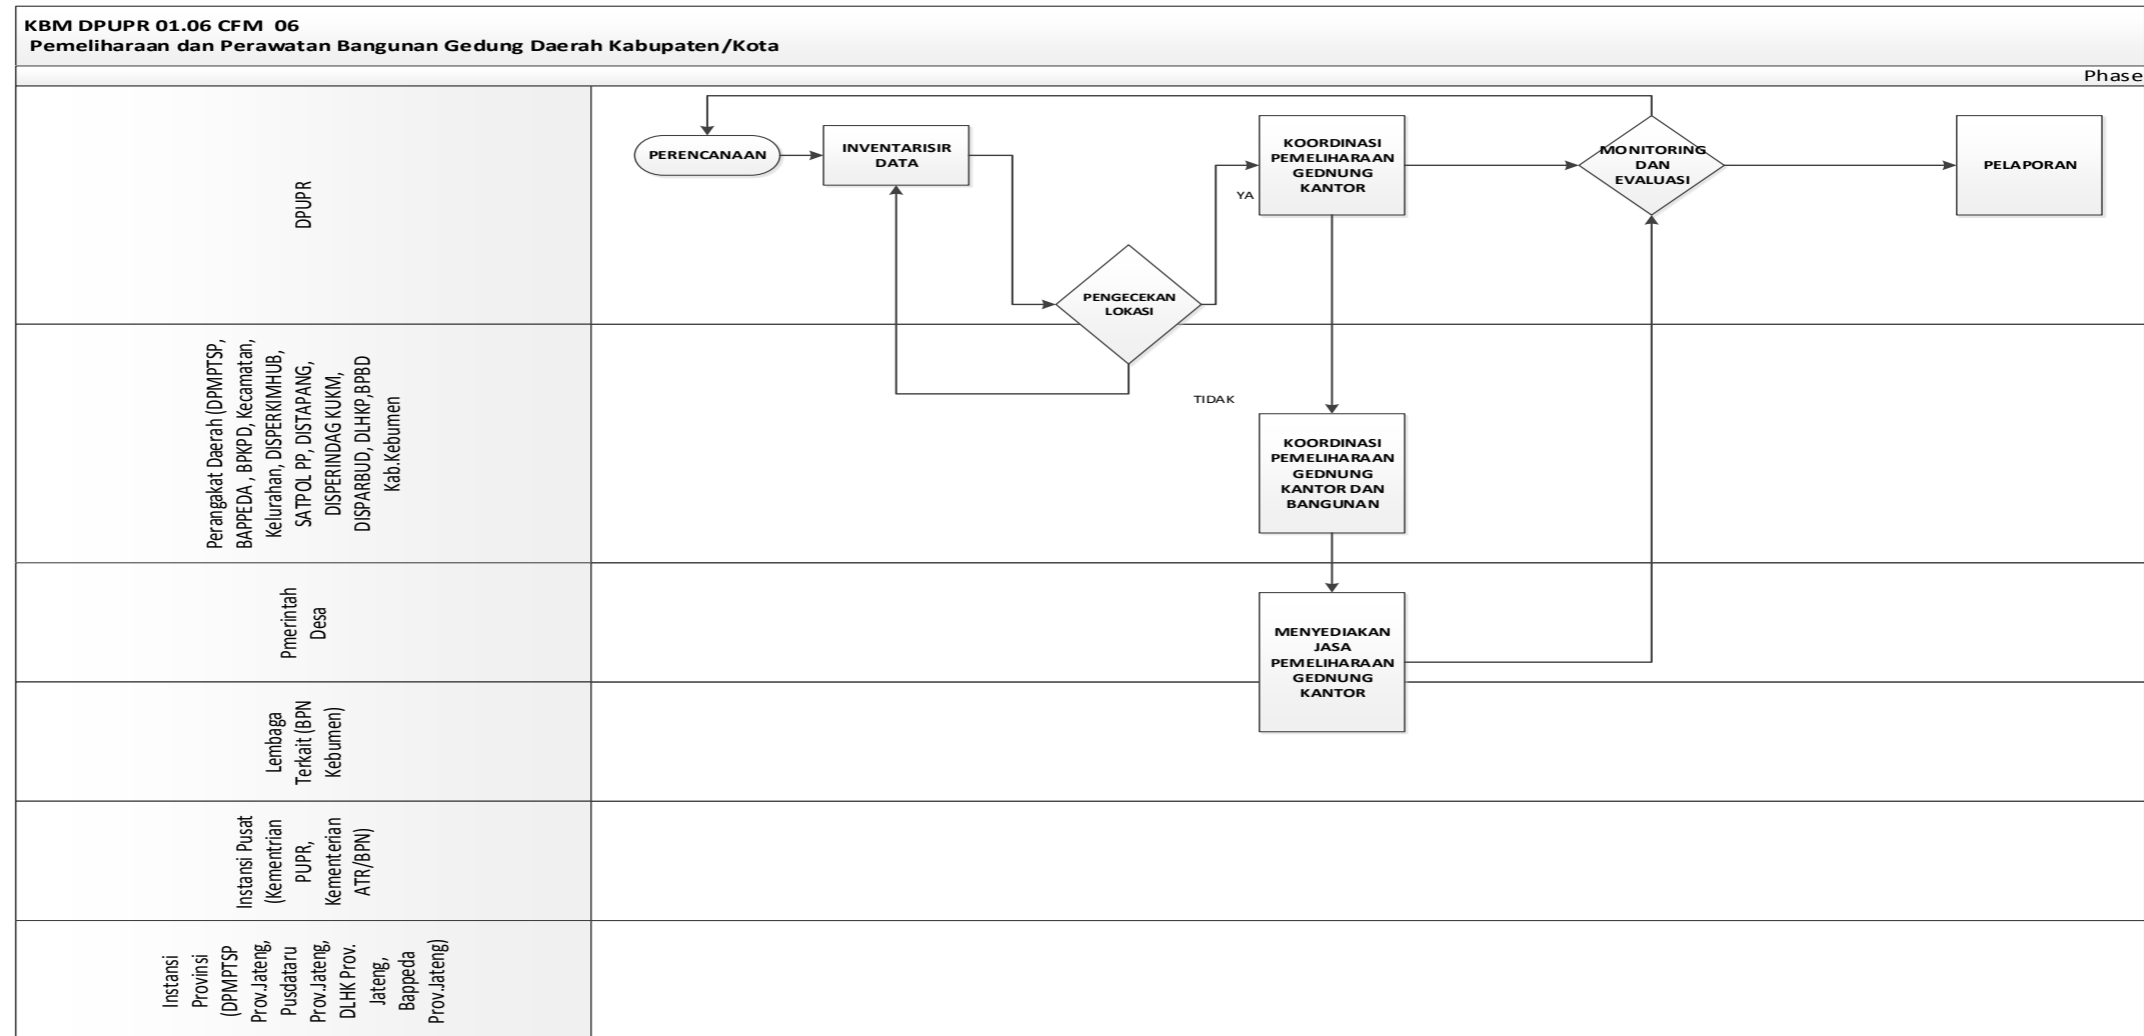 KBM DPUPR 01.06 CFM  06
Pemeliharaan dan Perawatan Bangunan Gedung Daerah Kabupaten/Kota
Phase
DPUPR
PERENCANAAN
INVENTARISIR
DATA
PENGECEKAN
LOKASI
YA
KOORDINASI
PEMELIHARAAN
GEDNUNG
KANTOR
MONITORING
DAN
EVALUASI
PELAPORAN
Perangakat Daerah (DPMPTSP,
BAPPEDA , BPKPD, Kecamatan,
Kelurahan, DISPERKIMHUB,
SATPOL PP, DISTAPANG,
DISPERINDAG KUKM,
DISPARBUD, DLHKP,BPBD
Kab.Kebumen
TIDAK
KOORDINASI
PEMELIHARAAN
GEDNUNG
KANTOR DAN
BANGUNAN
Pmerintah
Desa
MENYEDIAKAN
JASA
PEMELIHARAAN
GEDNUNG
KANTOR
Lembaga
Terkait (BPN
Kebumen)
Instansi Pusat
(Kementrian
PUPR,
Kementerian
ATR/BPN)
Instansi
Provinsi
(DPMPTSP
Prov.Jateng,
Pusdataru
Prov.Jateng,
DLHK Prov.
Jateng,
Bappeda
Prov.Jateng)